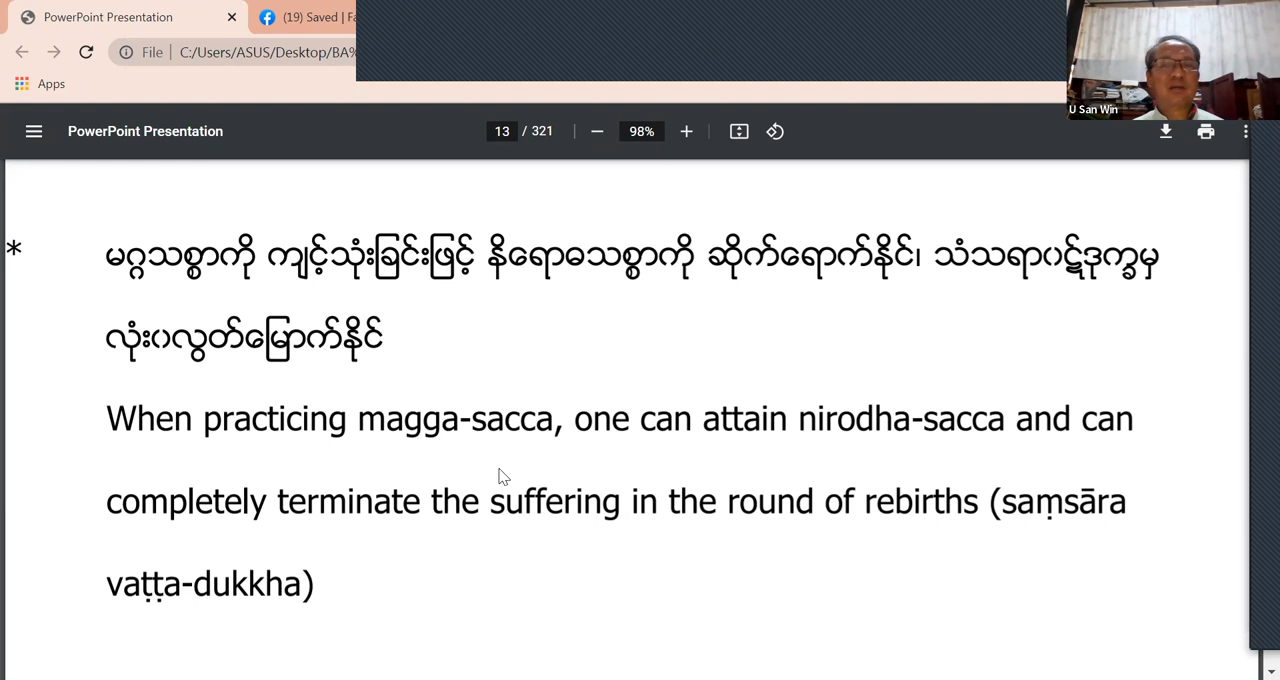 PowerPoint Presentation
(19) Saved | Fa
File | C:/Users/ASUS/Desktop/BA%
Apps
U San Win
PowerPoint Presentation
13 / 321
98%
* မဂ္ဂသစ္စာကို ကျင့်သုံးခြင်းဖြင့် နိရောဓသစ္စာကို ဆိုက်ရောက်နိုင်၊ သံသရာဝဋ်ဒုက္ခမှ
လုံးဝလွတ်မြောက်နိုင်
When practicing magga-sacca, one can attain nirodha-sacca and can
completely terminate the suffering in the round of rebirths (saṃsāra
vaṭṭa-dukkha)